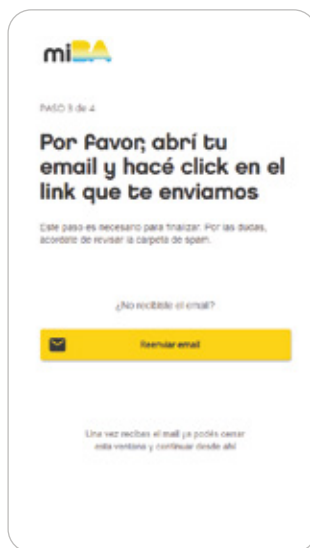 miBA
PASO 3 de 4
Por favor, abrí tu
email y hacé click en el
link que te enviamos
Este paso es necesario para finalizar. Por las dudas,
acordate de revisar la carpeta de spam.
¿No recibiste el email?
Reenviar email
Una vez recibas el mail ya podés cerrar
esta ventana y continuar desde ahí